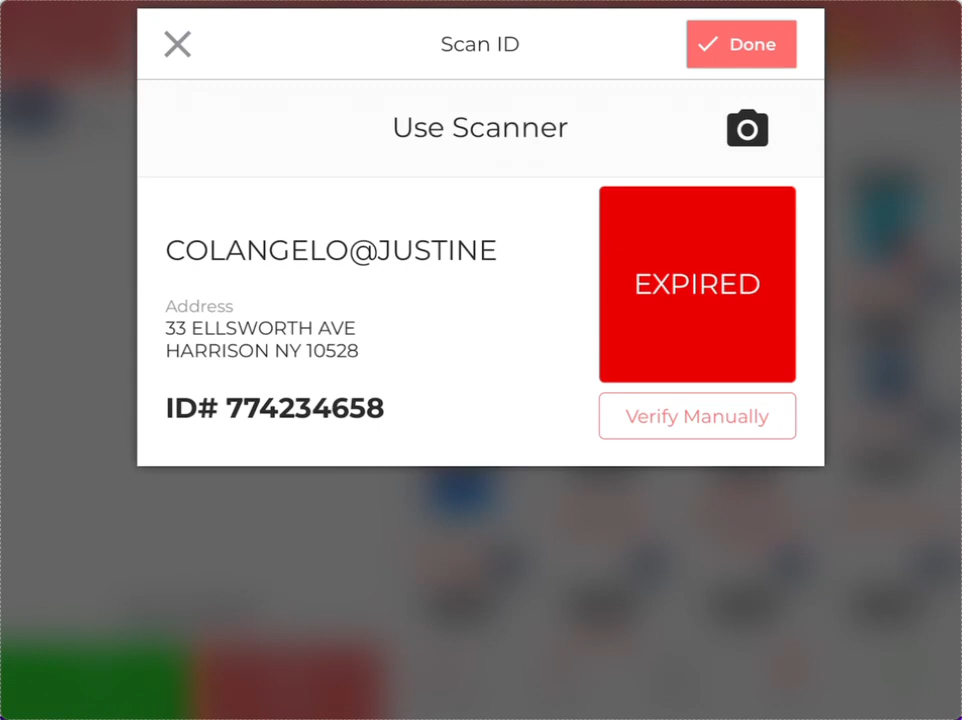 Scan ID
Done
Use Scanner
COLANGELO@JUSTINE
EXPIRED
Address
33 ELLSWORTH AVE
HARRISON NY 10528
ID# 774234658
Verify Manually